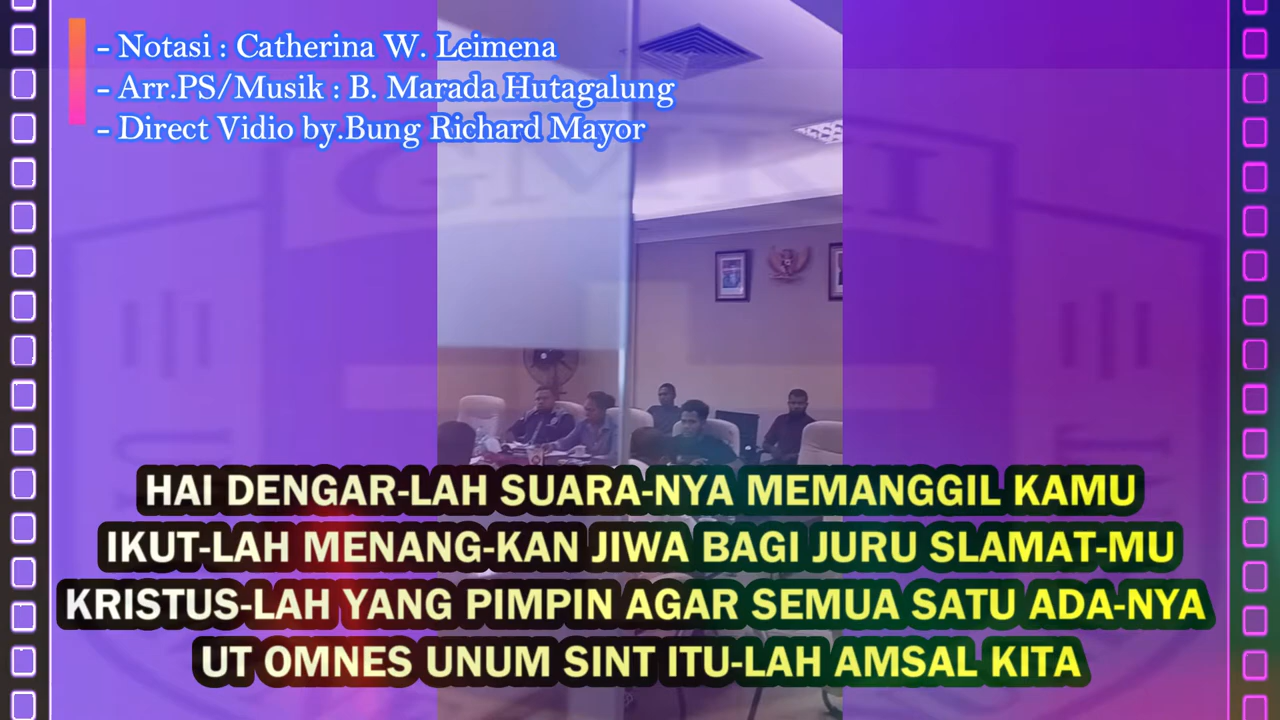 - Notasi : Catherina W. Leimena
- Arr.PS/Musik : B. Marada Hutagalung
- Direct Vidio by.Bung Richard Mayor
GMKI
HAI DENGAR-LAH SUARA-NYA MEMANGGIL KAMU
IKUT-LAH MENANG-KAN JIWA BAGI JURU SLAMAT-MU
KRISTUS-LAH YANG PIMPIN AGAR SEMUA SATU ADA-NYA
UT OMNES UNUM SINT ITU-LAH AMSAL KITA